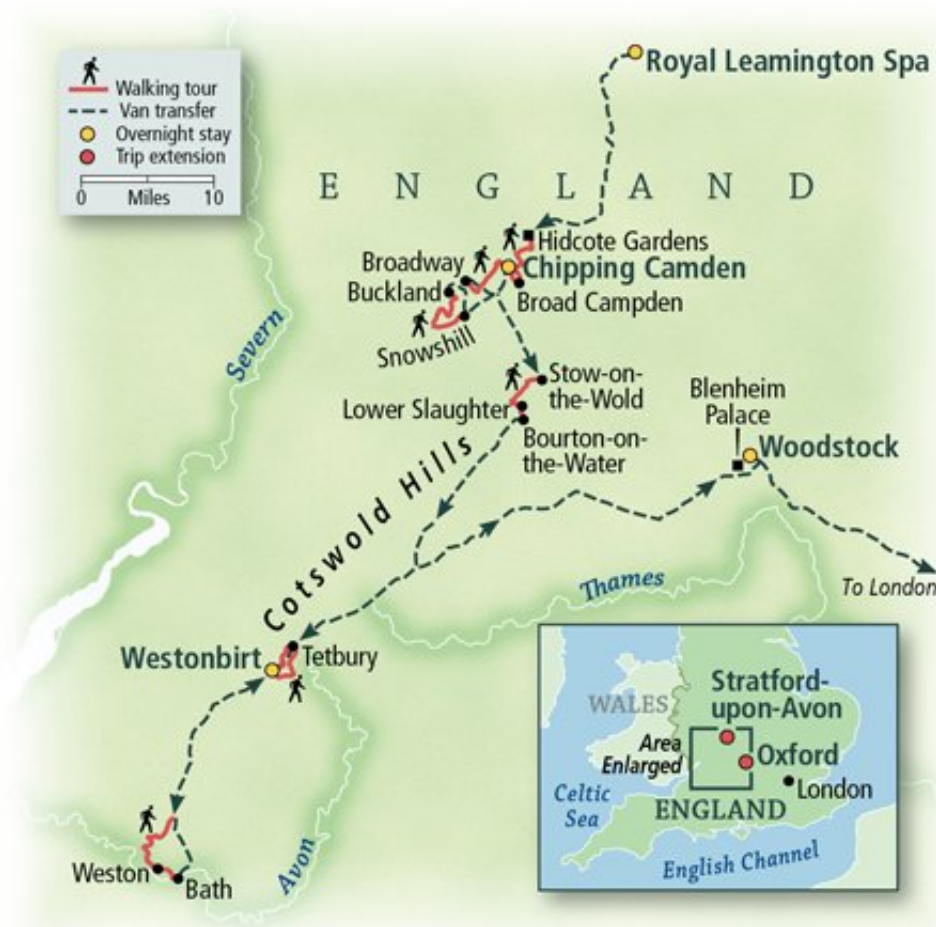 Royal Leamington Spa
Walking tour
Van transfer
Overnight stay
Trip extension
0 Miles 10
ENGLAND
Hidcote Gardens
Broadway
Chipping Camden
Buckland
Broad Campden
Snowshill
Severn
Stow-on-
the-Wold
Lower Slaughter
Bourton-on-
the-Water
Blenheim
Palace
Woodstock
Cotswold Hills
Thames
To London
Westonbirt
Tetbury
Weston
Bath
Avon
WALES
Stratford-
upon-Avon
Area
Enlarged
Oxford
London
Celtic
Sea
ENGLAND
English Channel